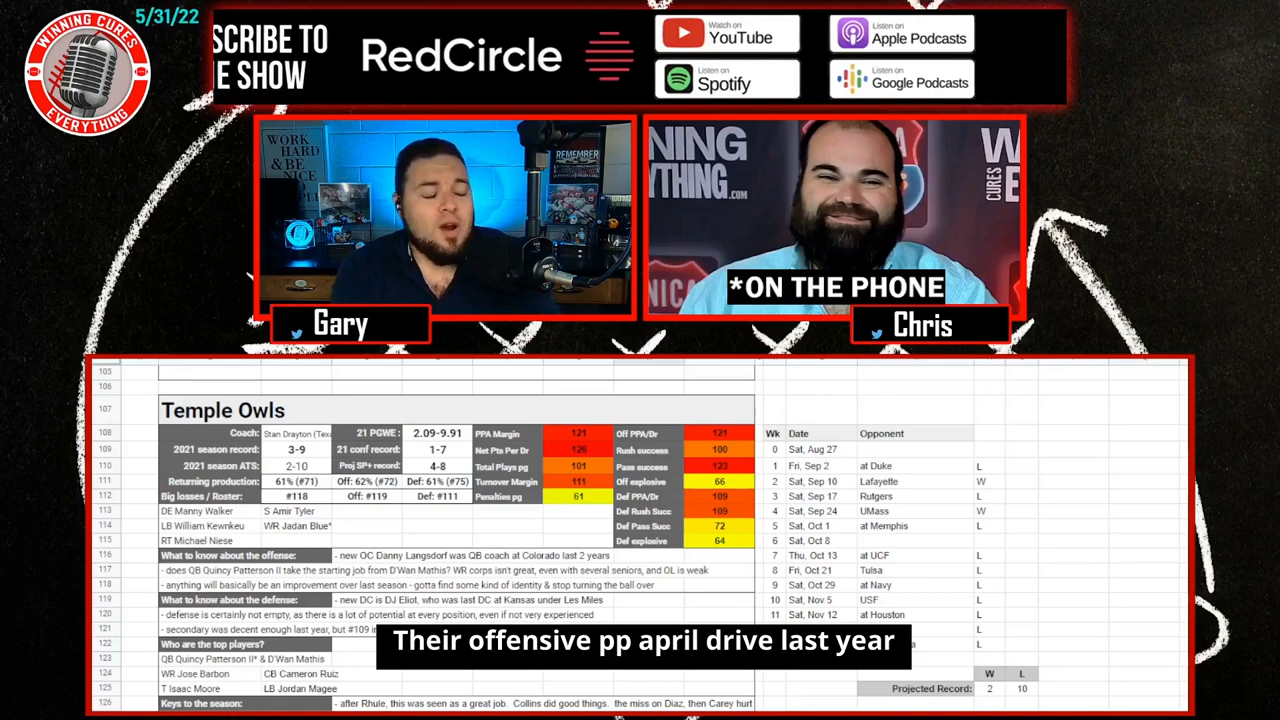 5/31/22
WINNING CURES
EVERYTHING
SCRIBE TO
E SHOW
RedCircle
Watch on
YouTube
Listen on
Apple Podcasts
Listen on
Spotify
Listen on
Google Podcasts
WORK
HARD
& BE
NICE
REMEMBER
NING
YTHING.COM
W
CURES
E
NICA
*ON THE PHONE
Gary
Chris
105
106
107 Temple Owls
108 Coach: Stan Drayton (Texa 21 PGWE : 2.09-9.91 PPA Margin 121 Off PPA/Dr 121 Wk Date Opponent
109 2021 season record: 3-9 21 conf record: 1-7 Net Pts Per Dr 126 Rush success 100 0 Sat, Aug 27
110 2021 season ATS: 2-10 Proj SP+ record: 4-8 Total Plays pg 101 Pass success 123 1 Fri, Sep 2 at Duke L
111 Returning production: 61% (#71) Off: 62% (#72) Def: 61% (#75) Turnover Margin 111 Off explosive 66 2 Sat, Sep 10 Lafayette W
112 Big losses / Roster: #118 Off: #119 Def: #111 Penalties pg 61 Def PPA/Dr 109 3 Sat, Sep 17 Rutgers L
113 DE Manny Walker S Amir Tyler Def Rush Succ 109 4 Sat, Sep 24 UMass W
114 LB William Kewnkeu WR Jadan Blue* Def Pass Succ 72 5 Sat, Oct 1 at Memphis L
115 RT Michael Niese Def explosive 64 6 Sat, Oct 8
116 What to know about the offense: - new OC Danny Langsdorf was QB coach at Colorado last 2 years 7 Thu, Oct 13 at UCF L
117 - does QB Quincy Patterson II take the starting job from D'Wan Mathis? WR corps isn't great, even with several seniors, and OL is weak 8 Fri, Oct 21 Tulsa L
118 - anything will basically be an improvement over last season - gotta find some kind of identity & stop turning the ball over 9 Sat, Oct 29 at Navy L
119 What to know about the defense: - new DC is DJ Eliot, who was last DC at Kansas under Les Miles 10 Sat, Nov 5 USF L
120 - defense is certainly not empty, as there is a lot of potential at every position, even if not very experienced 11 Sat, Nov 12 at Houston L
121 - secondary was decent enough last year, but #109 in L
Their offensive pp april drive last year
122 Who are the top players? L
123 QB Quincy Patterson II* & D'Wan Mathis
124 WR Jose Barbon CB Cameron Ruiz W L
125 T Isaac Moore LB Jordan Magee Projected Record: 2 10
126 Keys to the season: - after Rhule, this was seen as a great job. Collins did good things. the miss on Diaz, then Carey hurt